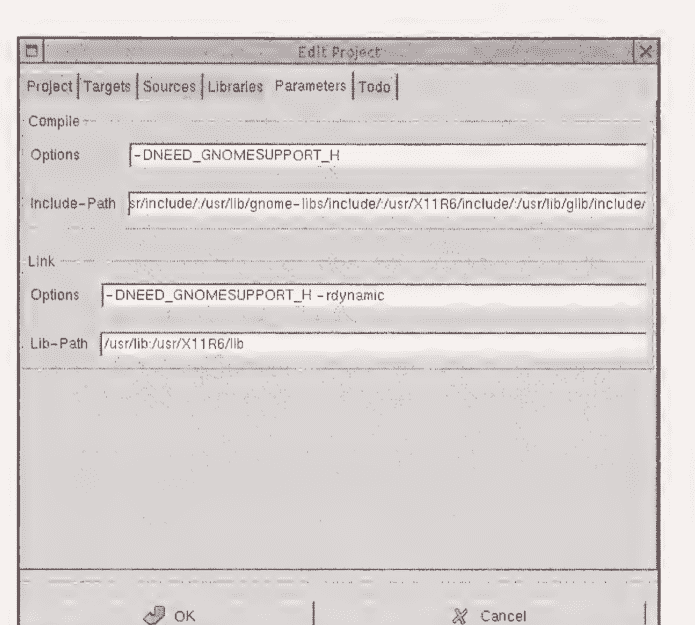 Edit Project
Project Targets Sources Libraries Parameters Todo
Compile
Options -DNEED_GNOMESUPPORT_H
Include-Path sr/include/:/usr/lib/gnome-libs/include/:/usr/X11R6/include/:/usr/lib/glib/include/
Link
Options -DNEED_GNOMESUPPORT_H -rdynamic
Lib-Path /usr/lib:/usr/X11R6/lib
OK Cancel